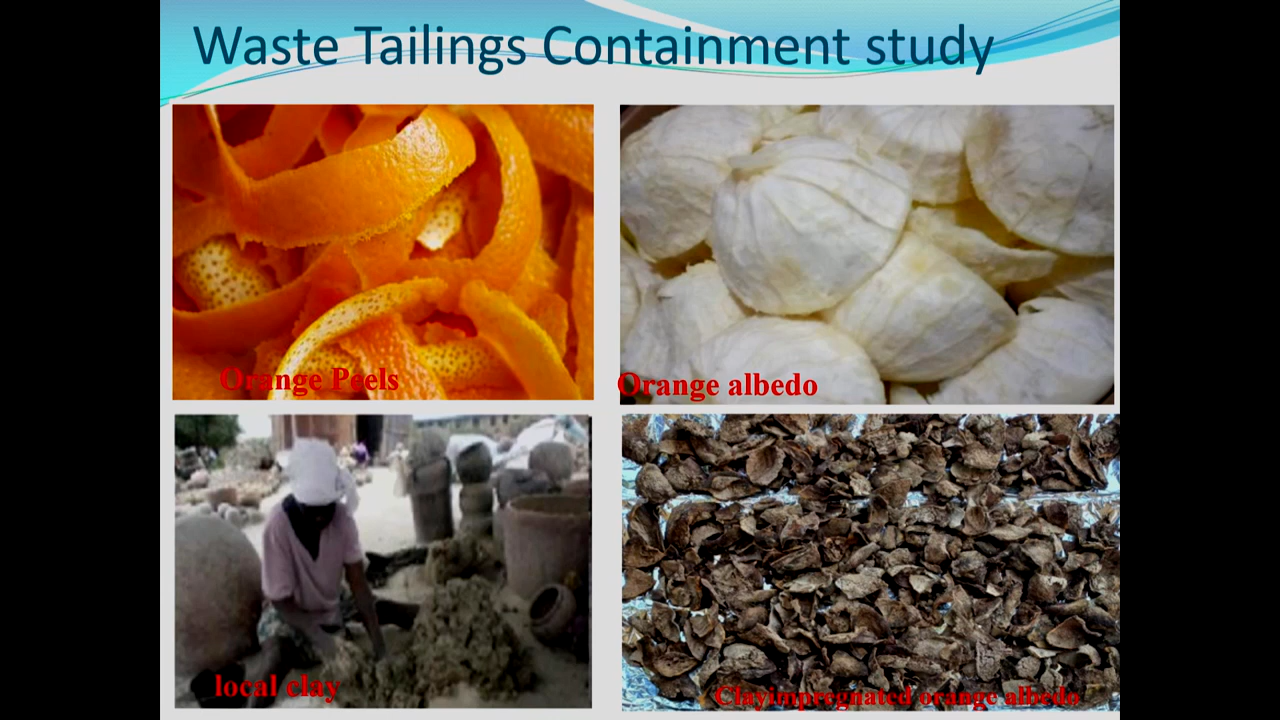 Waste Tailings Containment study
Orange Peels
Orange albedo
local clay
Clayimpregnated orange albedo